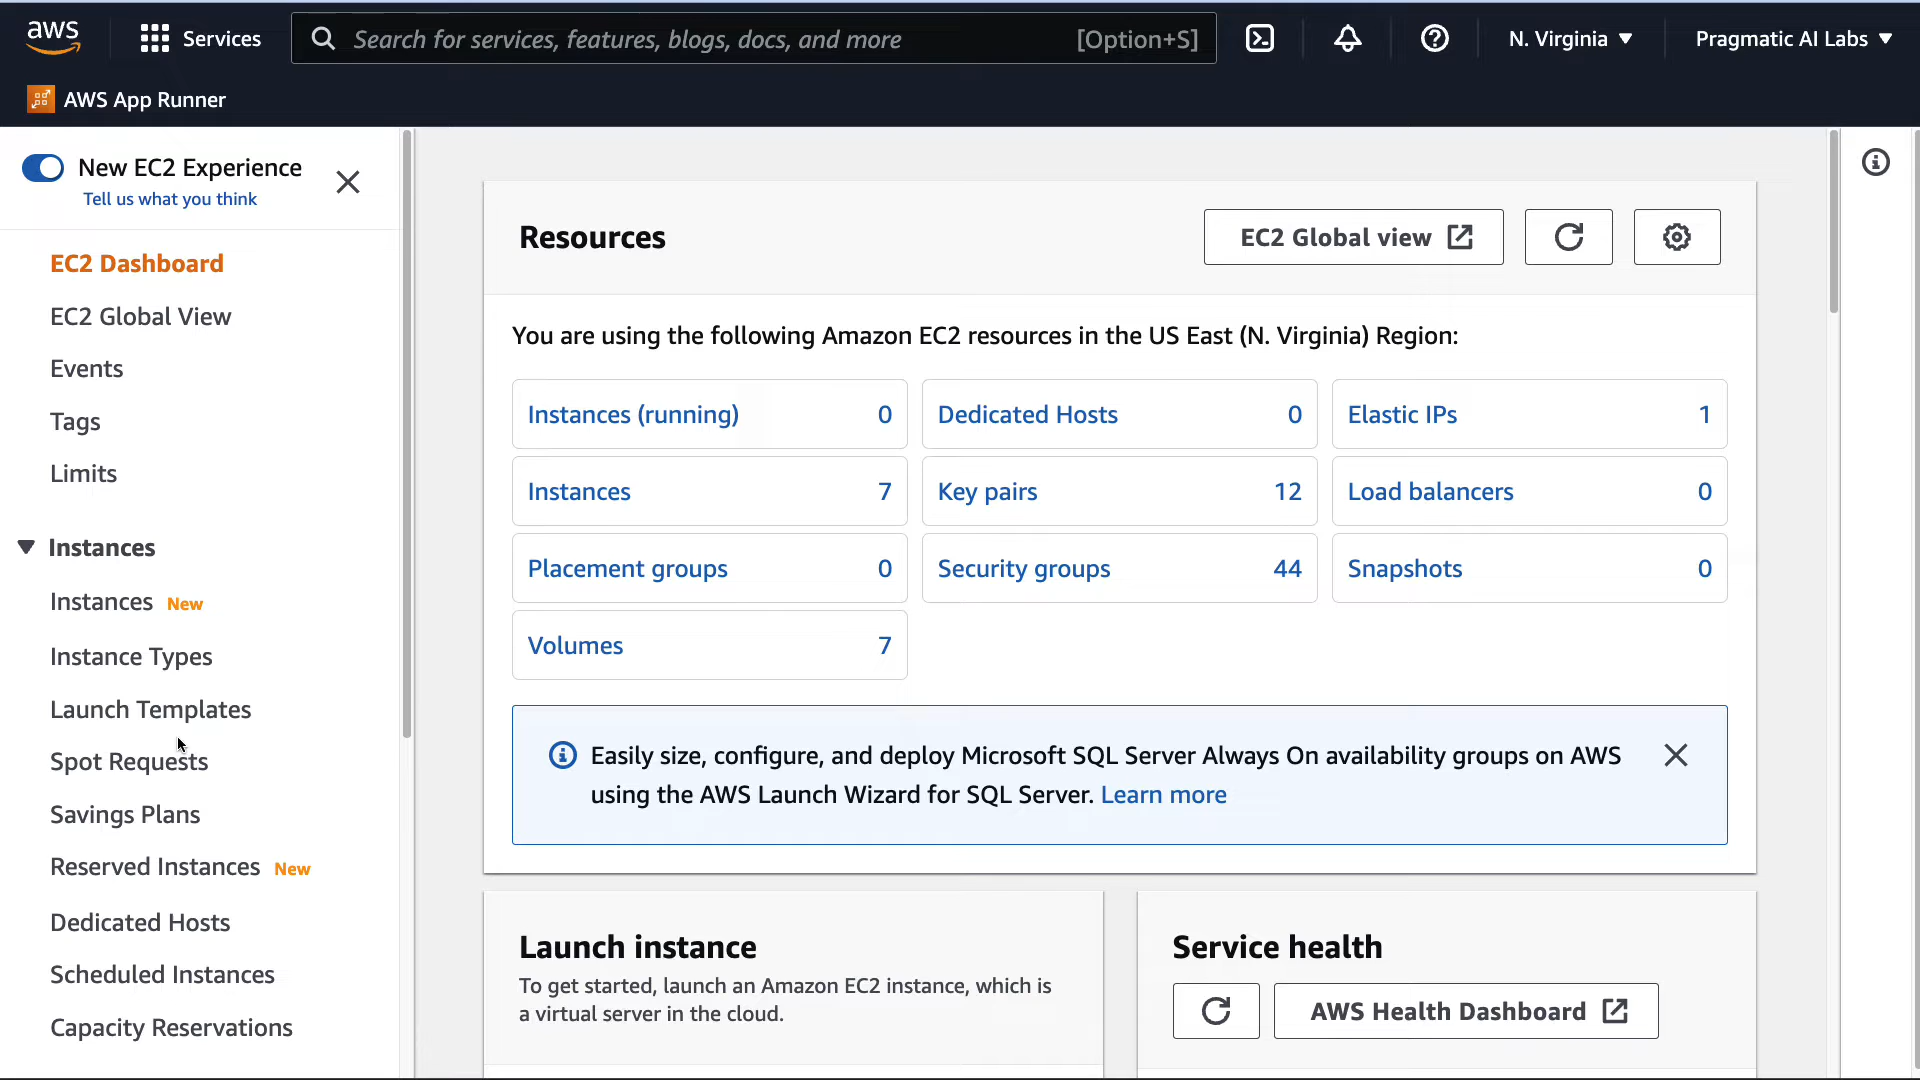 aws
Services
Search for services, features, blogs, docs, and more
[Option+S]
N. Virginia
Pragmatic AI Labs
AWS App Runner
New EC2 Experience
Tell us what you think
EC2 Dashboard
EC2 Global View
Events
Tags
Limits
Instances
Instances New
Instance Types
Launch Templates
Spot Requests
Savings Plans
Reserved Instances New
Dedicated Hosts
Scheduled Instances
Capacity Reservations
Resources
EC2 Global view
You are using the following Amazon EC2 resources in the US East (N. Virginia) Region:
Instances (running) 0
Dedicated Hosts 0
Elastic IPs 1
Instances 7
Key pairs 12
Load balancers 0
Placement groups 0
Security groups 44
Snapshots 0
Volumes 7
Easily size, configure, and deploy Microsoft SQL Server Always On availability groups on AWS
using the AWS Launch Wizard for SQL Server. Learn more
Launch instance
To get started, launch an Amazon EC2 instance, which is
a virtual server in the cloud.
Service health
AWS Health Dashboard